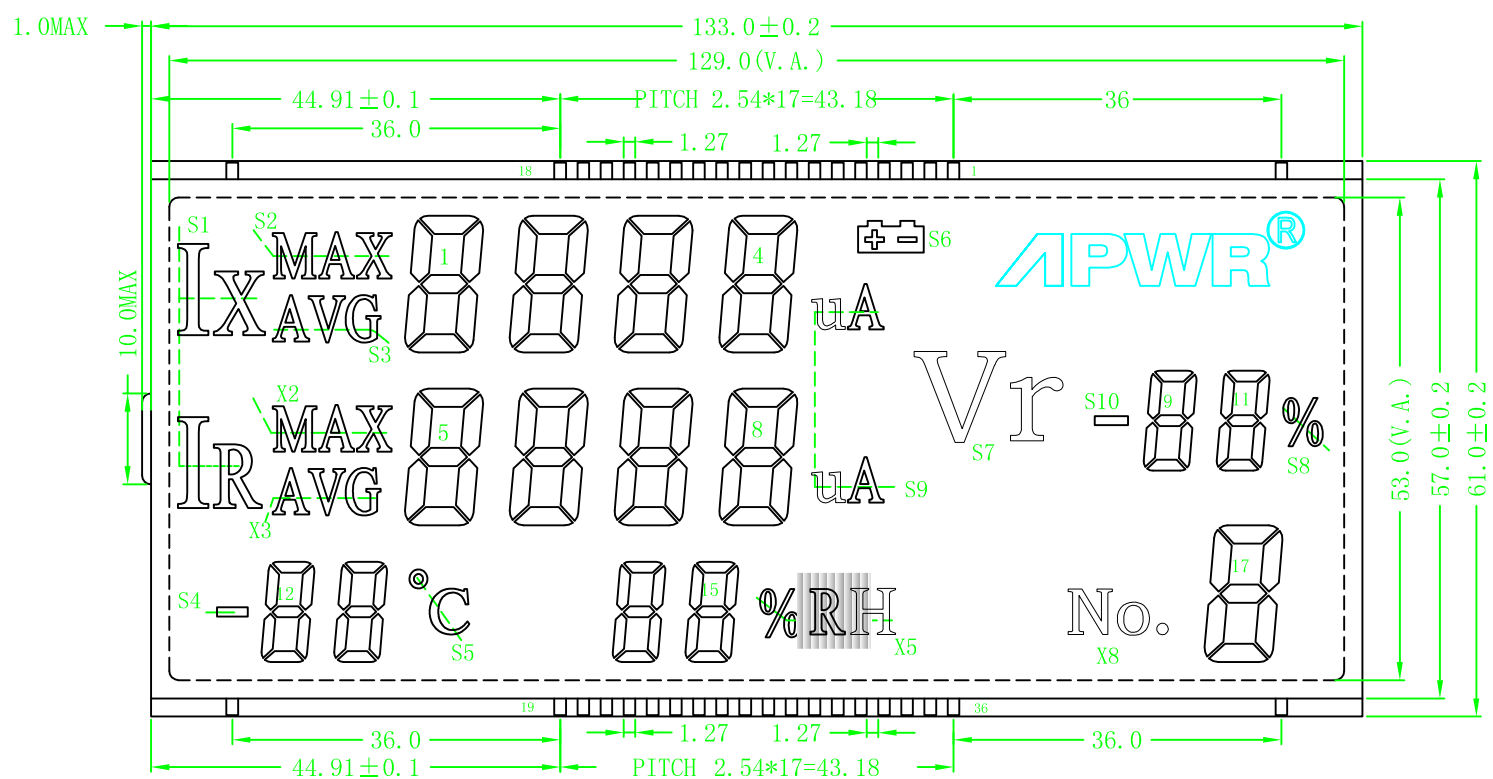 1.0MAX
133.0±0.2
129.0(V.A.)
44.91±0.1
PITCH 2.54*17=43.18
36
36.0
1.27
1.27
18
1
S1
S2
MAX
1
4
S6
APWR®
IX
AVG
S3
uA
10.0MAX
X2
MAX
5
8
Vr
S7
S10
9
11
%
S8
IR
AVG
X3
uA
S9
53.0(V.A.)
57.0±0.2
61.0±0.2
S4
12
°C
S5
15
%RH
X5
No.
X8
17
19
36
36.0
1.27
1.27
36.0
44.91±0.1
PITCH 2.54*17=43.18